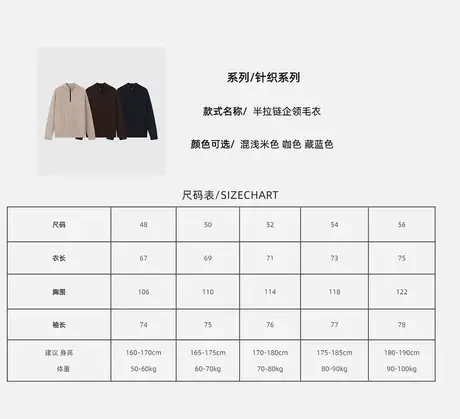 系列/针织系列
款式名称/ 半拉链企领毛衣
颜色可选/ 混浅米色 咖色 藏蓝色
尺码表/SIZECHART
尺码 48 50 52 54 56
衣长 67 69 71 73 75
胸围 106 110 114 118 122
袖长 74 75 76 77 78
建议 身高 160-170cm 165-175cm 170-180cm 175-185cm 180-190cm
体重 50-60kg 60-70kg 70-80kg 80-90kg 90-100kg